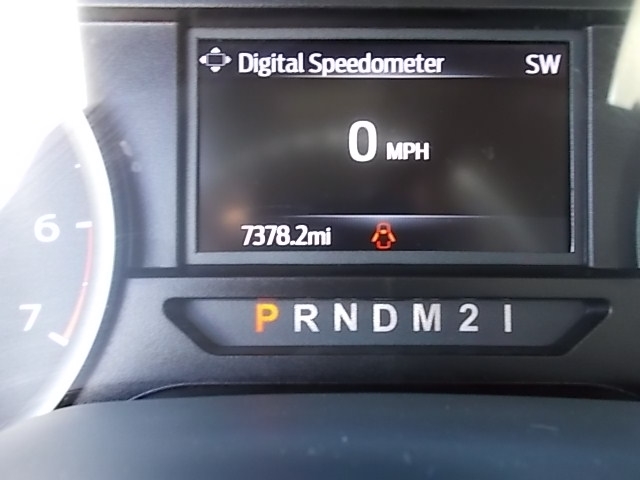 Digital Speedometer SW
0 MPH
7378.2mi
6
7
P R N D M 2 1